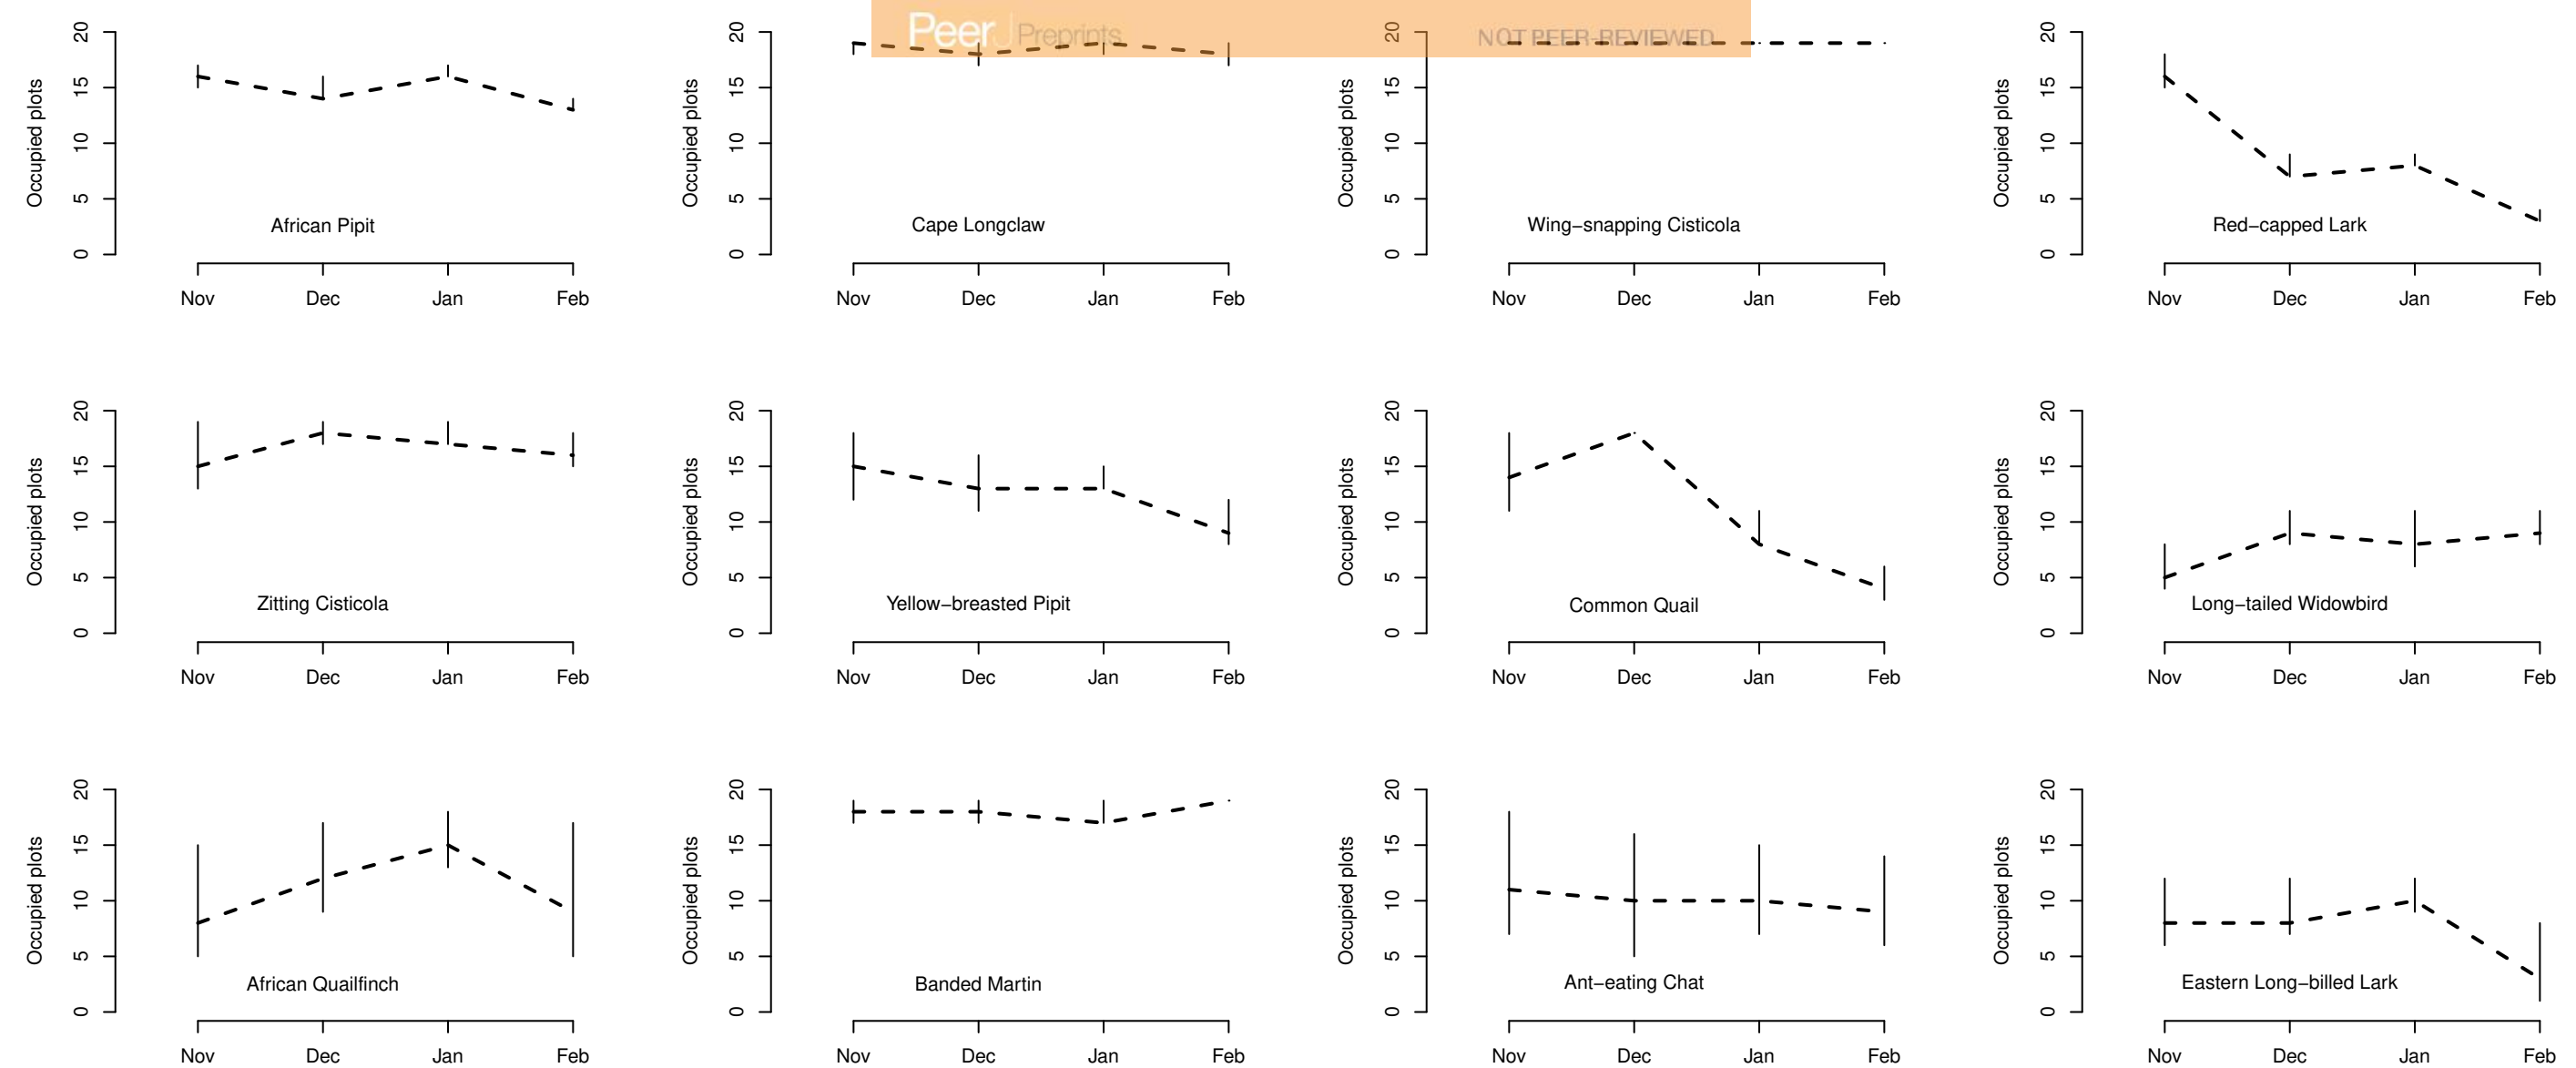 PeerJ Preprints
NOT PEER-REVIEWED
Occupied plots
0 5 10 15 20
African Pipit
Nov Dec Jan Feb
Occupied plots
0 5 10 15 20
Cape Longclaw
Nov Dec Jan Feb
Occupied plots
0 5 10 15 20
Wing−snapping Cisticola
Nov Dec Jan Feb
Occupied plots
0 5 10 15 20
Red−capped Lark
Nov Dec Jan Feb
Occupied plots
0 5 10 15 20
Zitting Cisticola
Nov Dec Jan Feb
Occupied plots
0 5 10 15 20
Yellow−breasted Pipit
Nov Dec Jan Feb
Occupied plots
0 5 10 15 20
Common Quail
Nov Dec Jan Feb
Occupied plots
0 5 10 15 20
Long−tailed Widowbird
Nov Dec Jan Feb
Occupied plots
0 5 10 15 20
African Quailfinch
Nov Dec Jan Feb
Occupied plots
0 5 10 15 20
Banded Martin
Nov Dec Jan Feb
Occupied plots
0 5 10 15 20
Ant−eating Chat
Nov Dec Jan Feb
Occupied plots
0 5 10 15 20
Eastern Long−billed Lark
Nov Dec Jan Feb